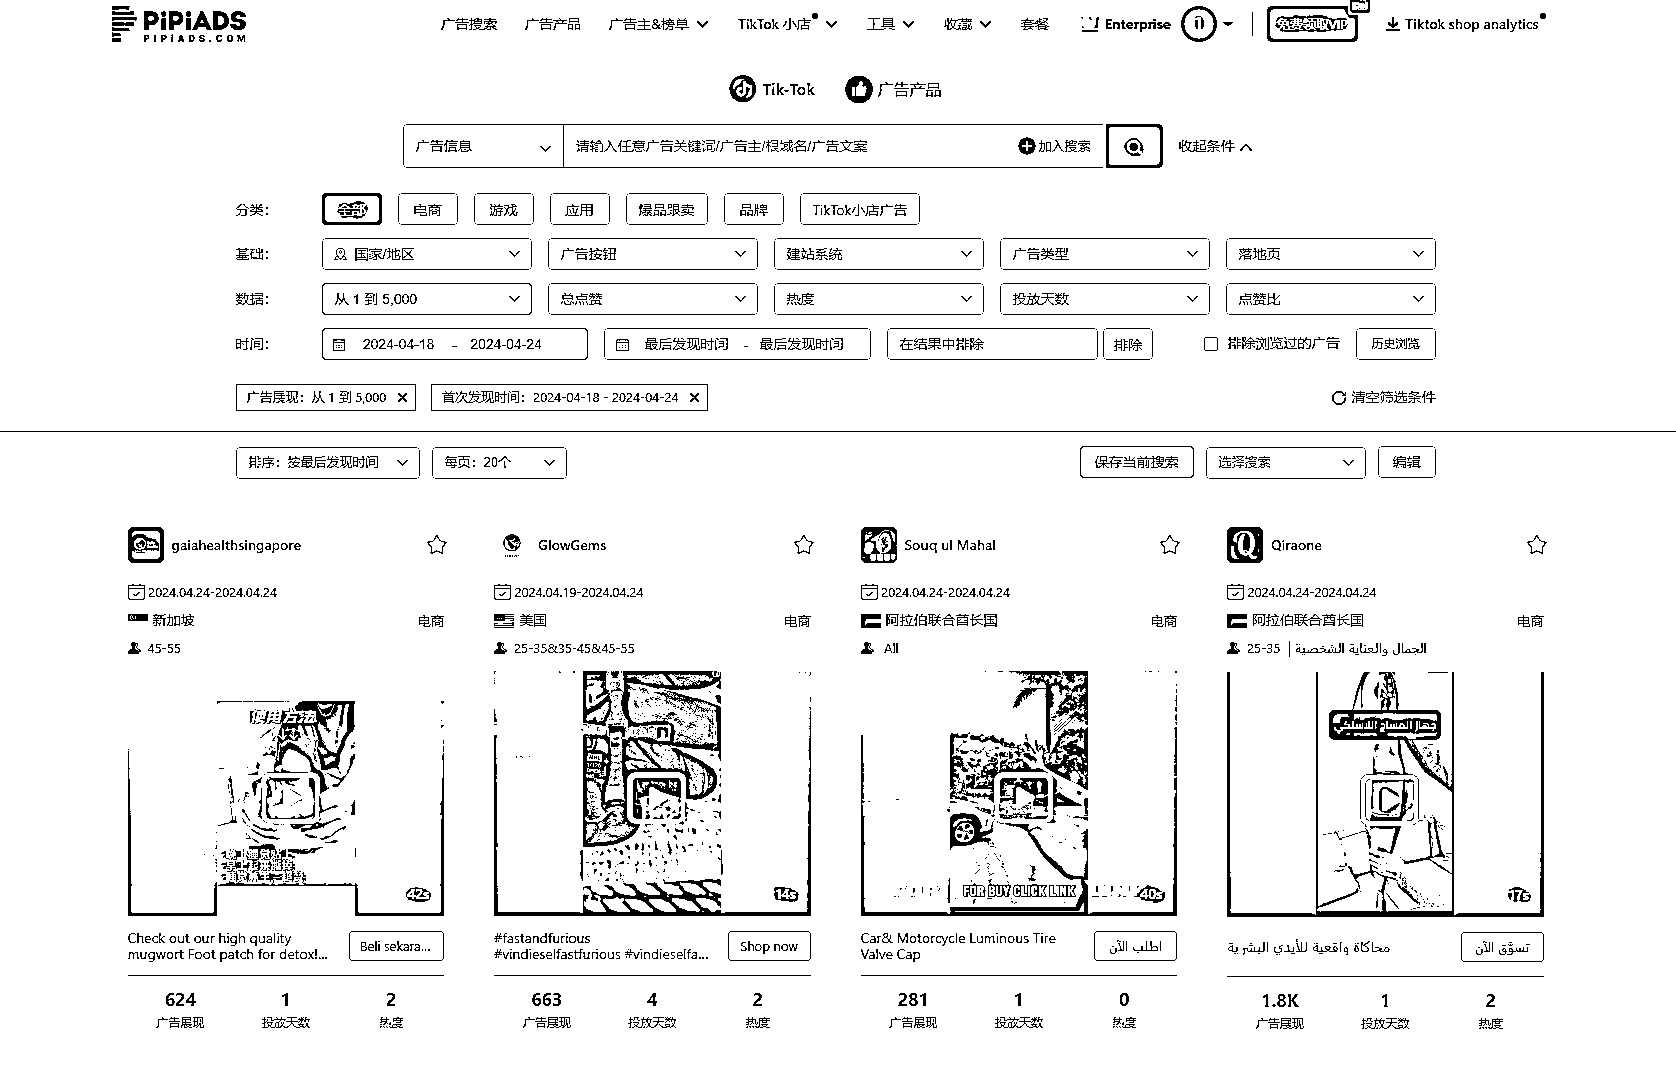 PiPiADS
PIPIADS.COM
广告搜索 广告产品 广告主&榜单 TikTok 小店 工具 收藏 套餐 Enterprise 免费领取VIP Tiktok shop analytics
Tik-Tok 广告产品
广告信息 请输入任意广告关键词/广告主/根域名/广告文案 加入搜索 收起条件
分类： 全部 电商 游戏 应用 爆品跟卖 品牌 TikTok小店广告
基础： 国家/地区 广告按钮 建站系统 广告类型 落地页
数据： 从 1 到 5,000 总点赞 热度 投放天数 点赞比
时间： 2024-04-18 - 2024-04-24 最后发现时间 - 最后发现时间 在结果中排除 排除 排除浏览过的广告 历史浏览
广告展现：从 1 到 5,000 首次发现时间：2024-04-18 - 2024-04-24 清空筛选条件
排序：按最后发现时间 每页：20个 保存当前搜索 选择搜索 编辑
gaiahealthsingapore
2024.04.24-2024.04.24
新加坡 电商
45-55
使用方法
42s
Check out our high quality
mugwort Foot patch for detox!...
Beli sekara...
624 1 2
广告展现 投放天数 热度
GlowGems
2024.04.19-2024.04.24
美国 电商
25-35&35-45&45-55
14s
#fastandfurious
#vindieselfastfurious #vindieselfa...
Shop now
663 4 2
广告展现 投放天数 热度
Souq ul Mahal
2024.04.24-2024.04.24
阿拉伯联合酋长国 电商
All
FOR BUY CLICK LINK
40s
Car& Motorcycle Luminous Tire
Valve Cap
اطلب الآن
281 1 0
广告展现 投放天数 热度
Qiraone
2024.04.24-2024.04.24
阿拉伯联合酋长国 电商
25-35 | الجمال والعناية الشخصية
17s
محاكاة واقعية للأيدي البشرية
تسوّق الآن
1.8K 1 2
广告展现 投放天数 热度